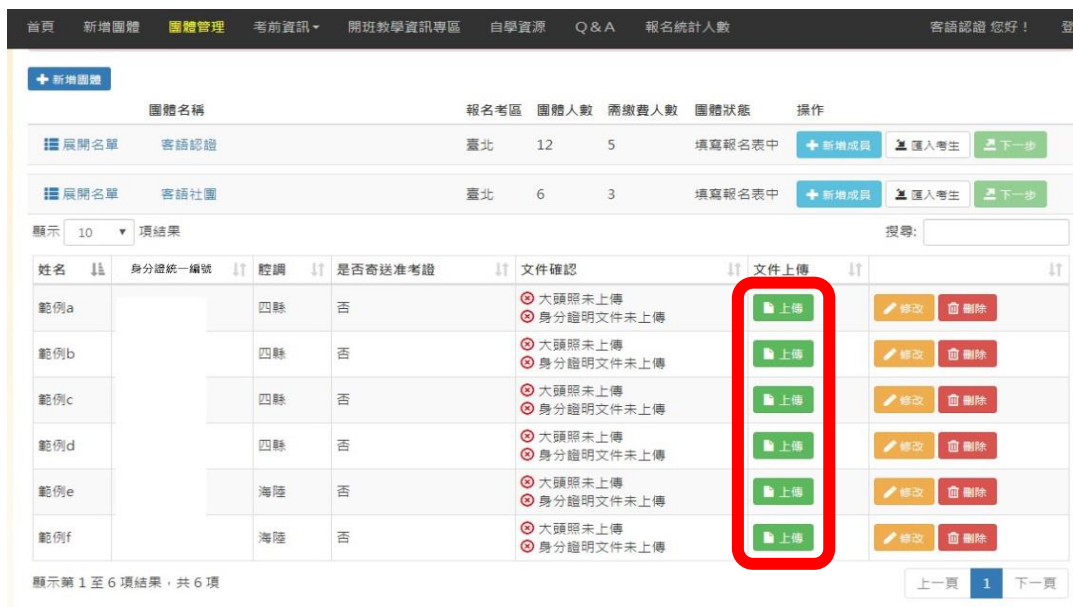 首頁 新增團體 團體管理 考前資訊 開班教學資訊專區 自學資源 Q & A 報名統計人數 客語認證 您好！ 登
新增團體
團體名稱 報名考區 團體人數 需繳費人數 團體狀態 操作
展開名單 客語認證 臺北 12 5 填寫報名表中 新增成員 匯入考生 下一步
展開名單 客語社團 臺北 6 3 填寫報名表中 新增成員 匯入考生 下一步
顯示 10 項結果 搜尋:
姓名 身分證統一編號 腔調 是否寄送准考證 文件確認 文件上傳
範例a 四縣 否 大頭照未上傳 上傳 修改 刪除
身分證明文件未上傳
範例b 四縣 否 大頭照未上傳 上傳 修改 刪除
身分證明文件未上傳
範例c 四縣 否 大頭照未上傳 上傳 修改 刪除
身分證明文件未上傳
範例d 四縣 否 大頭照未上傳 上傳 修改 刪除
身分證明文件未上傳
範例e 海陸 否 大頭照未上傳 上傳 修改 刪除
身分證明文件未上傳
範例f 海陸 否 大頭照未上傳 上傳 修改 刪除
身分證明文件未上傳
顯示第 1 至 6 項結果，共 6 項 上一頁 1 下一頁